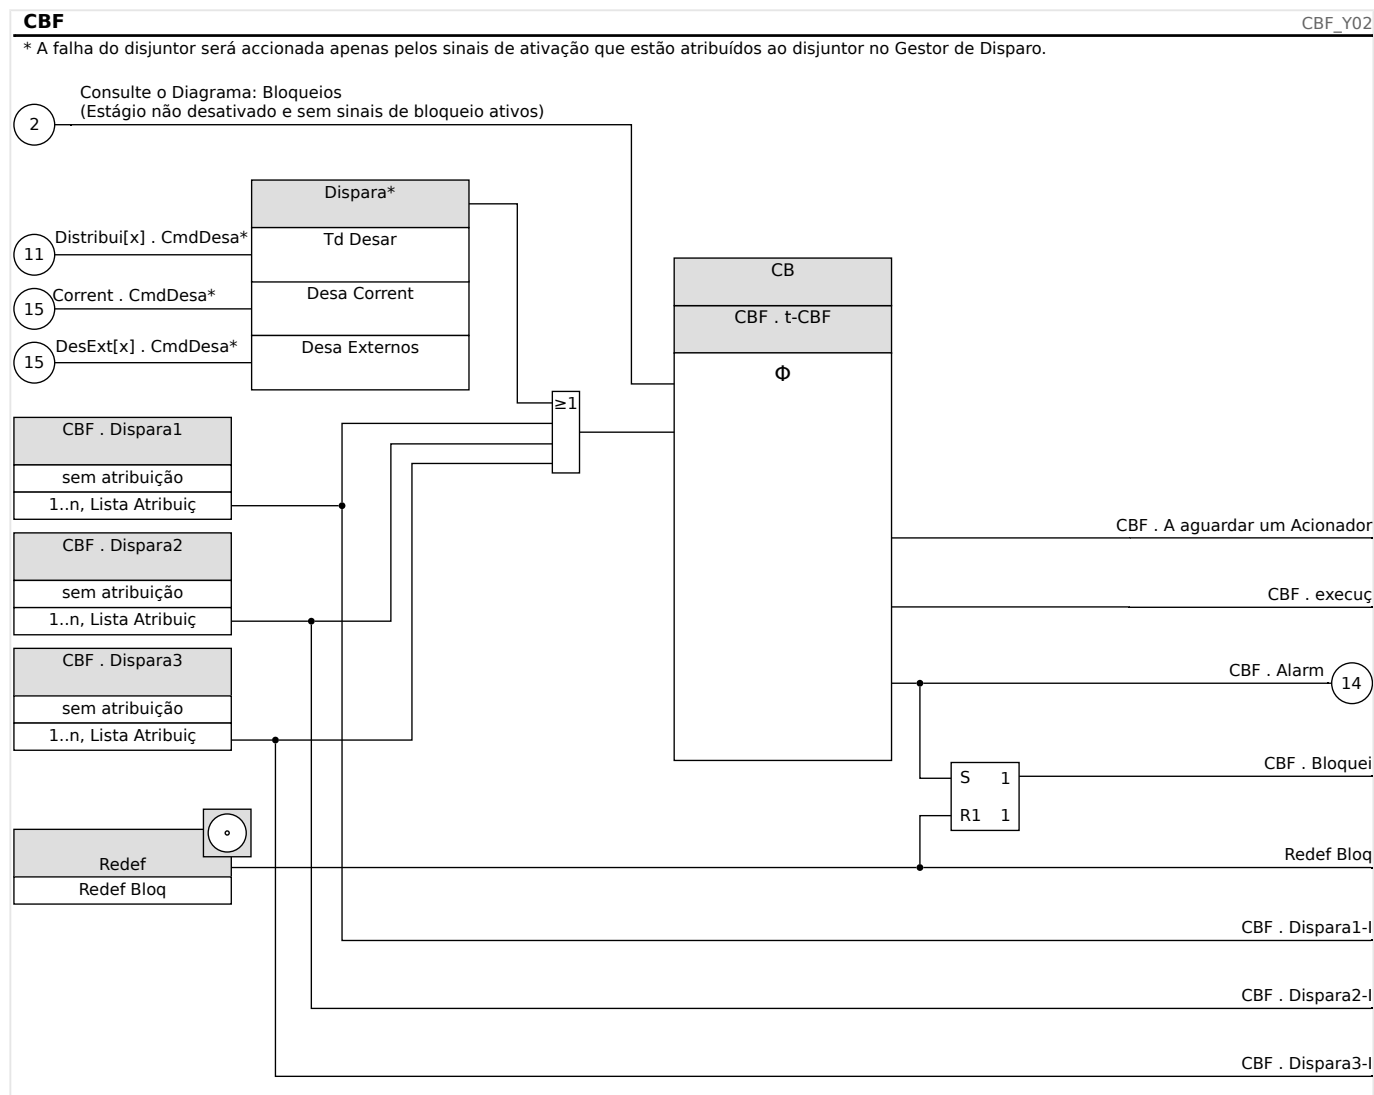 CBF
CBF_Y02
* A falha do disjuntor será accionada apenas pelos sinais de ativação que estão atribuídos ao disjuntor no Gestor de Disparo.
Consulte o Diagrama: Bloqueios
(Estágio não desativado e sem sinais de bloqueio ativos)
2
Dispara*
11
Distribui[x] . CmdDesa*
Td Desar
15
Corrent . CmdDesa*
Desa Corrent
15
DesExt[x] . CmdDesa*
Desa Externos
CB
CBF . t-CBF
Φ
≥1
CBF . Dispara1
sem atribuição
1..n, Lista Atribuiç
CBF . Dispara2
sem atribuição
1..n, Lista Atribuiç
CBF . Dispara3
sem atribuição
1..n, Lista Atribuiç
CBF . A aguardar um Acionador
CBF . execuç
CBF . Alarm
14
S 1
R1 1
CBF . Bloquei
Redef
Redef Bloq
Redef Bloq
CBF . Dispara1-I
CBF . Dispara2-I
CBF . Dispara3-I